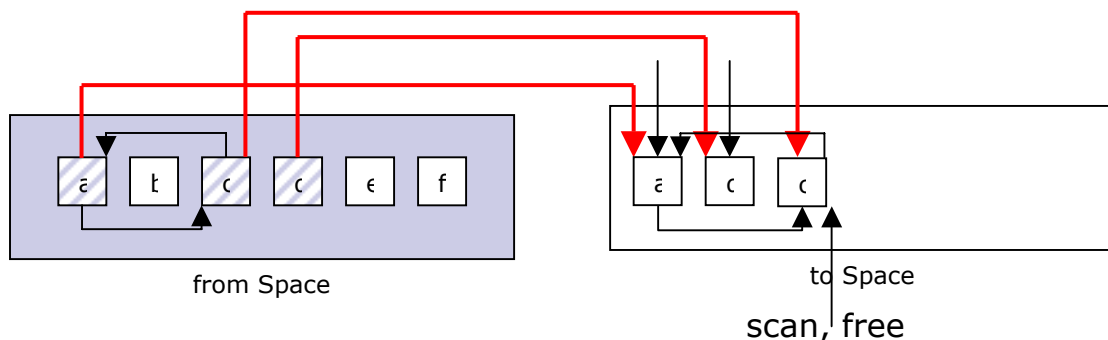 a b c d e f
a d c
from Space
to Space
scan, free